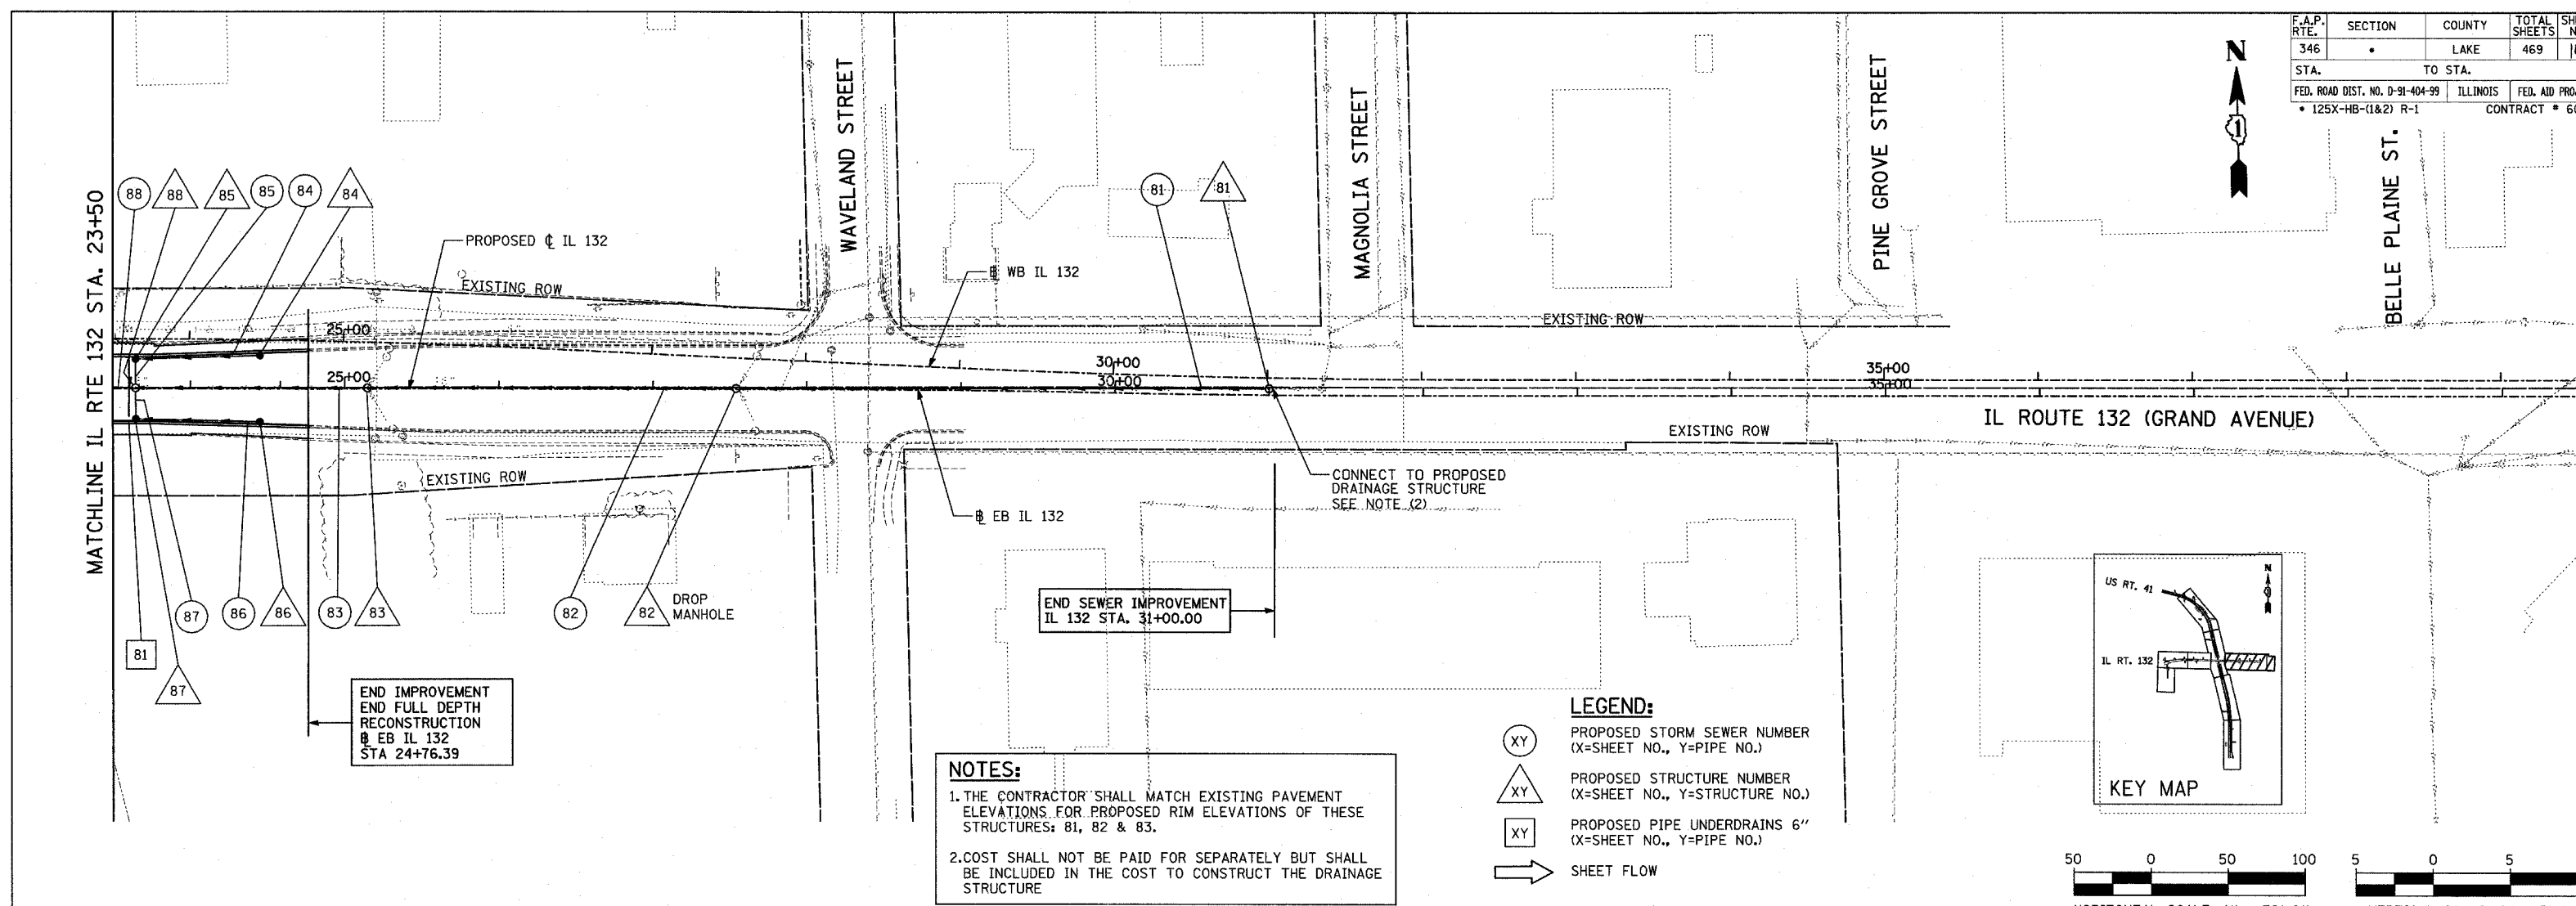 F.A.P. RTE. SECTION COUNTY TOTAL SHEETS
346 • LAKE 469
STA. TO STA.
FED. ROAD DIST. NO. D-91-404-99 ILLINOIS FED. AID
• 125X-HB-(1&2) R-1 CONTRACT #
N
1
MATCHLINE IL RTE 132 STA. 23+50
WAVELAND STREET
MAGNOLIA STREET
PINE GROVE STREET
BELLE PLAINE ST.
88 88 85 85 84 84 81 81
PROPOSED ℄ IL 132
EXISTING ROW
WB IL 132
EXISTING ROW
25+00
25+00
30+00
30+00
35+00
35+00
IL ROUTE 132 (GRAND AVENUE)
EXISTING ROW
EXISTING ROW
CONNECT TO PROPOSED
DRAINAGE STRUCTURE
SEE NOTE (2)
EB IL 132
87 86 86 83 83 82 82
DROP
MANHOLE
81
87
END SEWER IMPROVEMENT
IL 132 STA. 31+00.00
END IMPROVEMENT
END FULL DEPTH
RECONSTRUCTION
EB IL 132
STA 24+76.39
NOTES:
1. THE CONTRACTOR SHALL MATCH EXISTING PAVEMENT
ELEVATIONS FOR PROPOSED RIM ELEVATIONS OF THESE
STRUCTURES: 81, 82 & 83.
2.COST SHALL NOT BE PAID FOR SEPARATELY BUT SHALL
BE INCLUDED IN THE COST TO CONSTRUCT THE DRAINAGE
STRUCTURE
LEGEND:
XY PROPOSED STORM SEWER NUMBER
(X=SHEET NO., Y=PIPE NO.)
XY PROPOSED STRUCTURE NUMBER
(X=SHEET NO., Y=STRUCTURE NO.)
XY PROPOSED PIPE UNDERDRAINS 6"
(X=SHEET NO., Y=PIPE NO.)
SHEET FLOW
US RT. 41
N
IL RT. 132
KEY MAP
50 0 50 100
5 0 5